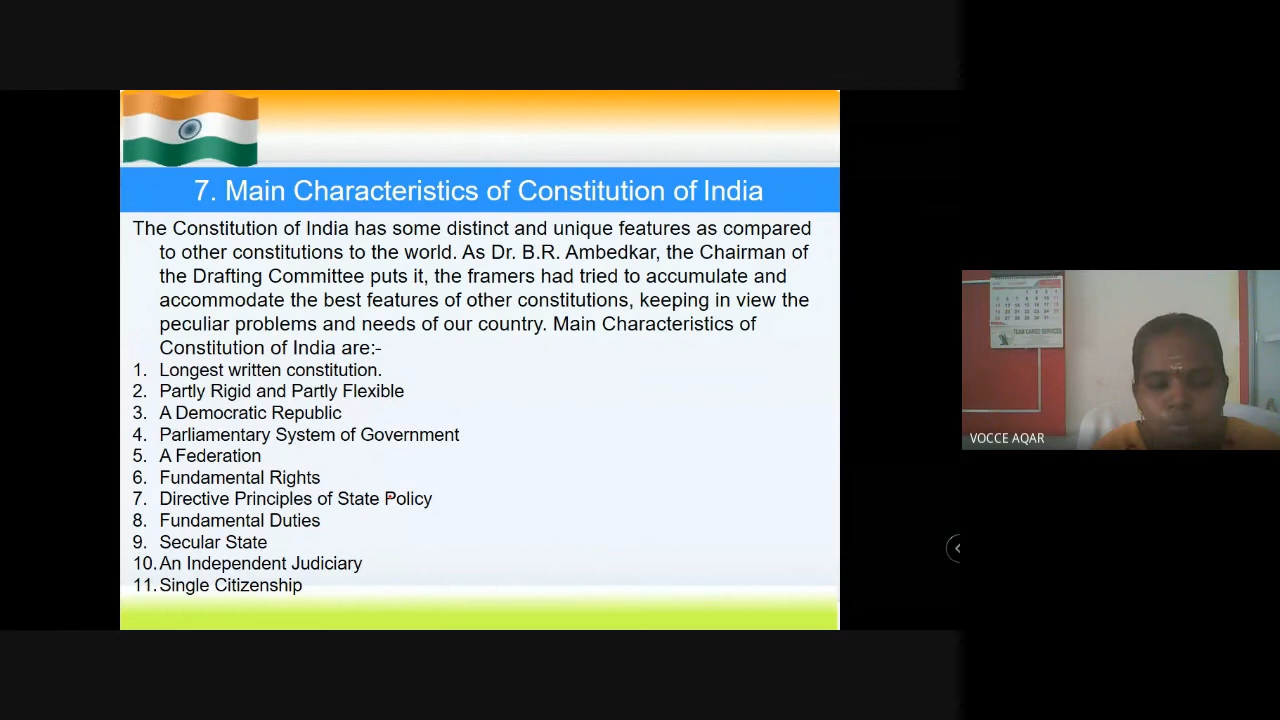 7. Main Characteristics of Constitution of India
The Constitution of India has some distinct and unique features as compared
to other constitutions to the world. As Dr. B.R. Ambedkar, the Chairman of
the Drafting Committee puts it, the framers had tried to accumulate and
accommodate the best features of other constitutions, keeping in view the
peculiar problems and needs of our country. Main Characteristics of
Constitution of India are:-
1. Longest written constitution.
2. Partly Rigid and Partly Flexible
3. A Democratic Republic
4. Parliamentary System of Government
5. A Federation
6. Fundamental Rights
7. Directive Principles of State Policy
8. Fundamental Duties
9. Secular State
10. An Independent Judiciary
11. Single Citizenship
VOCCE AQAR